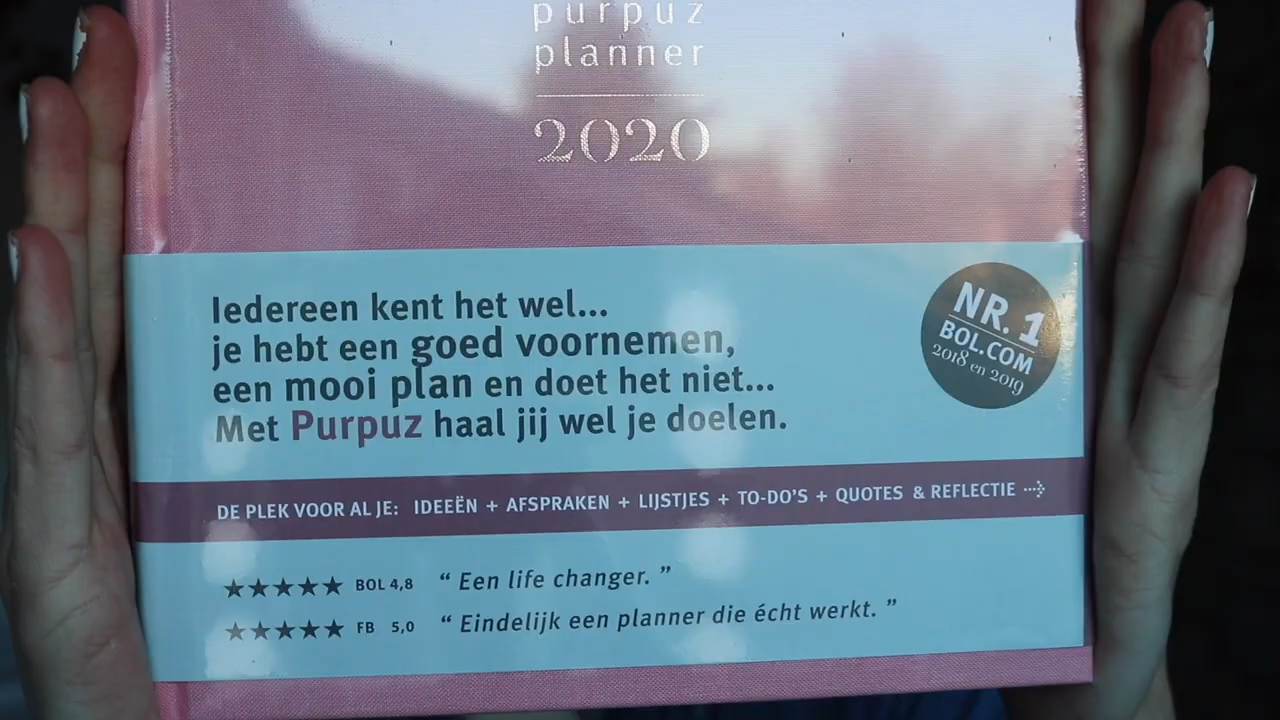 purpuz
planner
2020
Iedereen kent het wel...
je hebt een goed voornemen,
een mooi plan en doet het niet...
Met Purpuz haal jij wel je doelen.
NR. 1
BOL.COM
2018 en 2019
DE PLEK VOOR AL JE: IDEEËN + AFSPRAKEN + LIJSTJES + TO-DO'S + QUOTES & REFLECTIE
★★★★★ BOL 4,8 “ Een life changer. ”
★★★★★ FB 5,0 “ Eindelijk een planner die écht werkt. ”